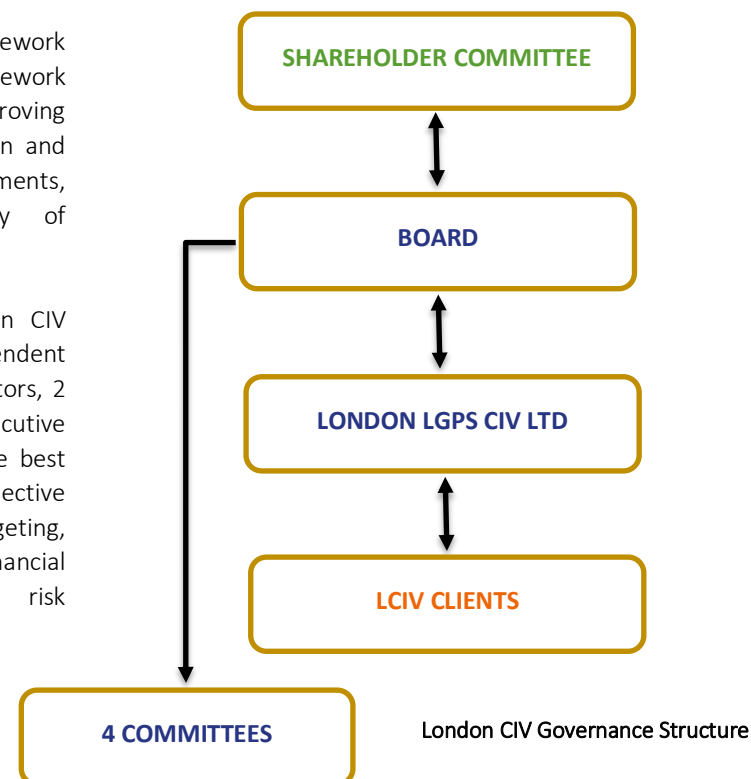 ework
ework
roving
n and
ments,
y of
n CIV
endent
tors, 2
cutive
e best
ective
geting,
nancial
risk
SHAREHOLDER COMMITTEE
BOARD
LONDON LGPS CIV LTD
LCIV CLIENTS
4 COMMITTEES
London CIV Governance Structure